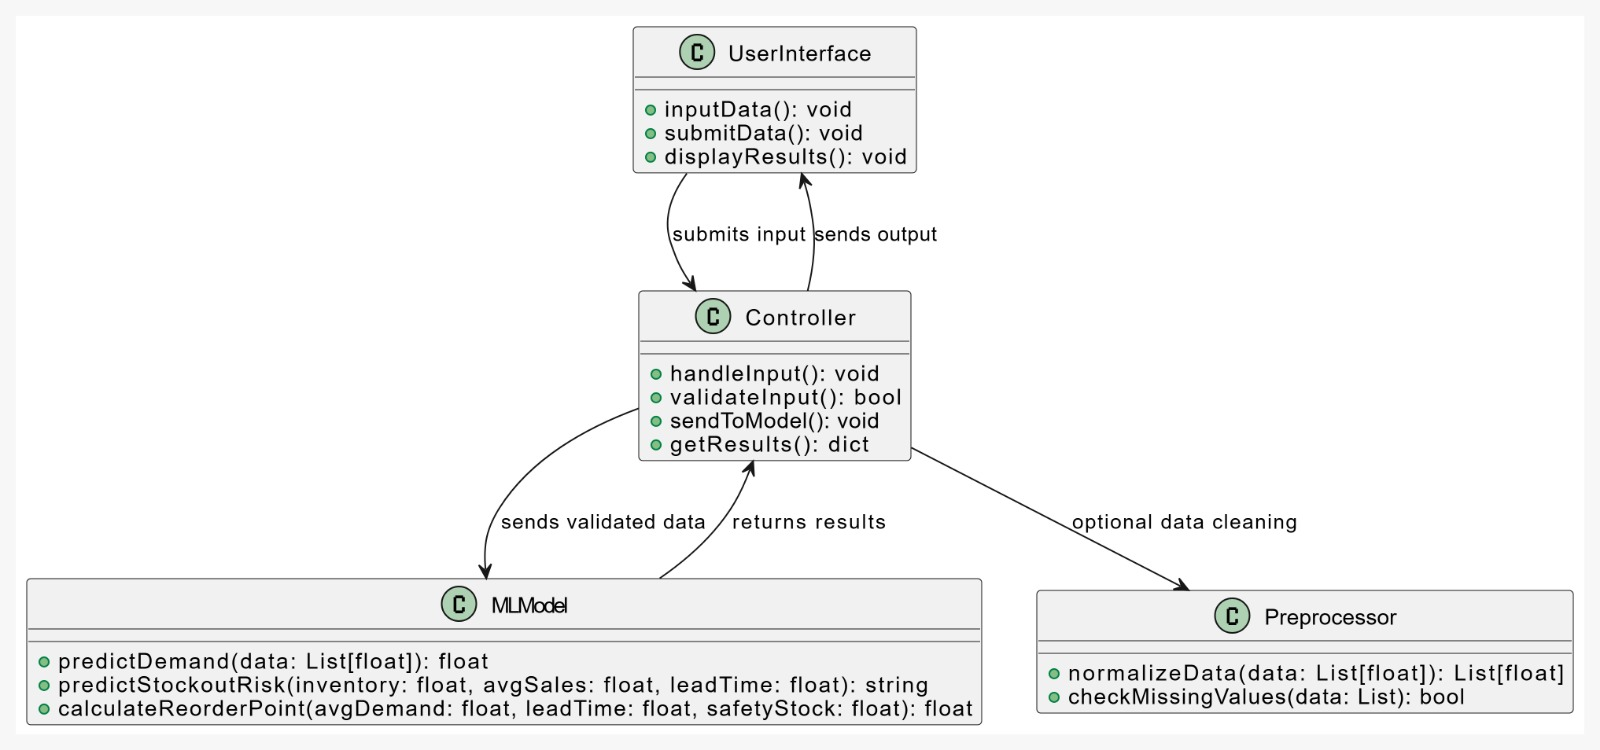 C UserInterface
inputData(): void
submitData(): void
displayResults(): void
submits input
sends output
C Controller
handleInput(): void
validateInput(): bool
sendToModel(): void
getResults(): dict
sends validated data
returns results
optional data cleaning
C MLModel
predictDemand(data: List[float]): float
predictStockoutRisk(inventory: float, avgSales: float, leadTime: float): string
calculateReorderPoint(avgDemand: float, leadTime: float, safetyStock: float): float
C Preprocessor
normalizeData(data: List[float]): List[float]
checkMissingValues(data: List): bool